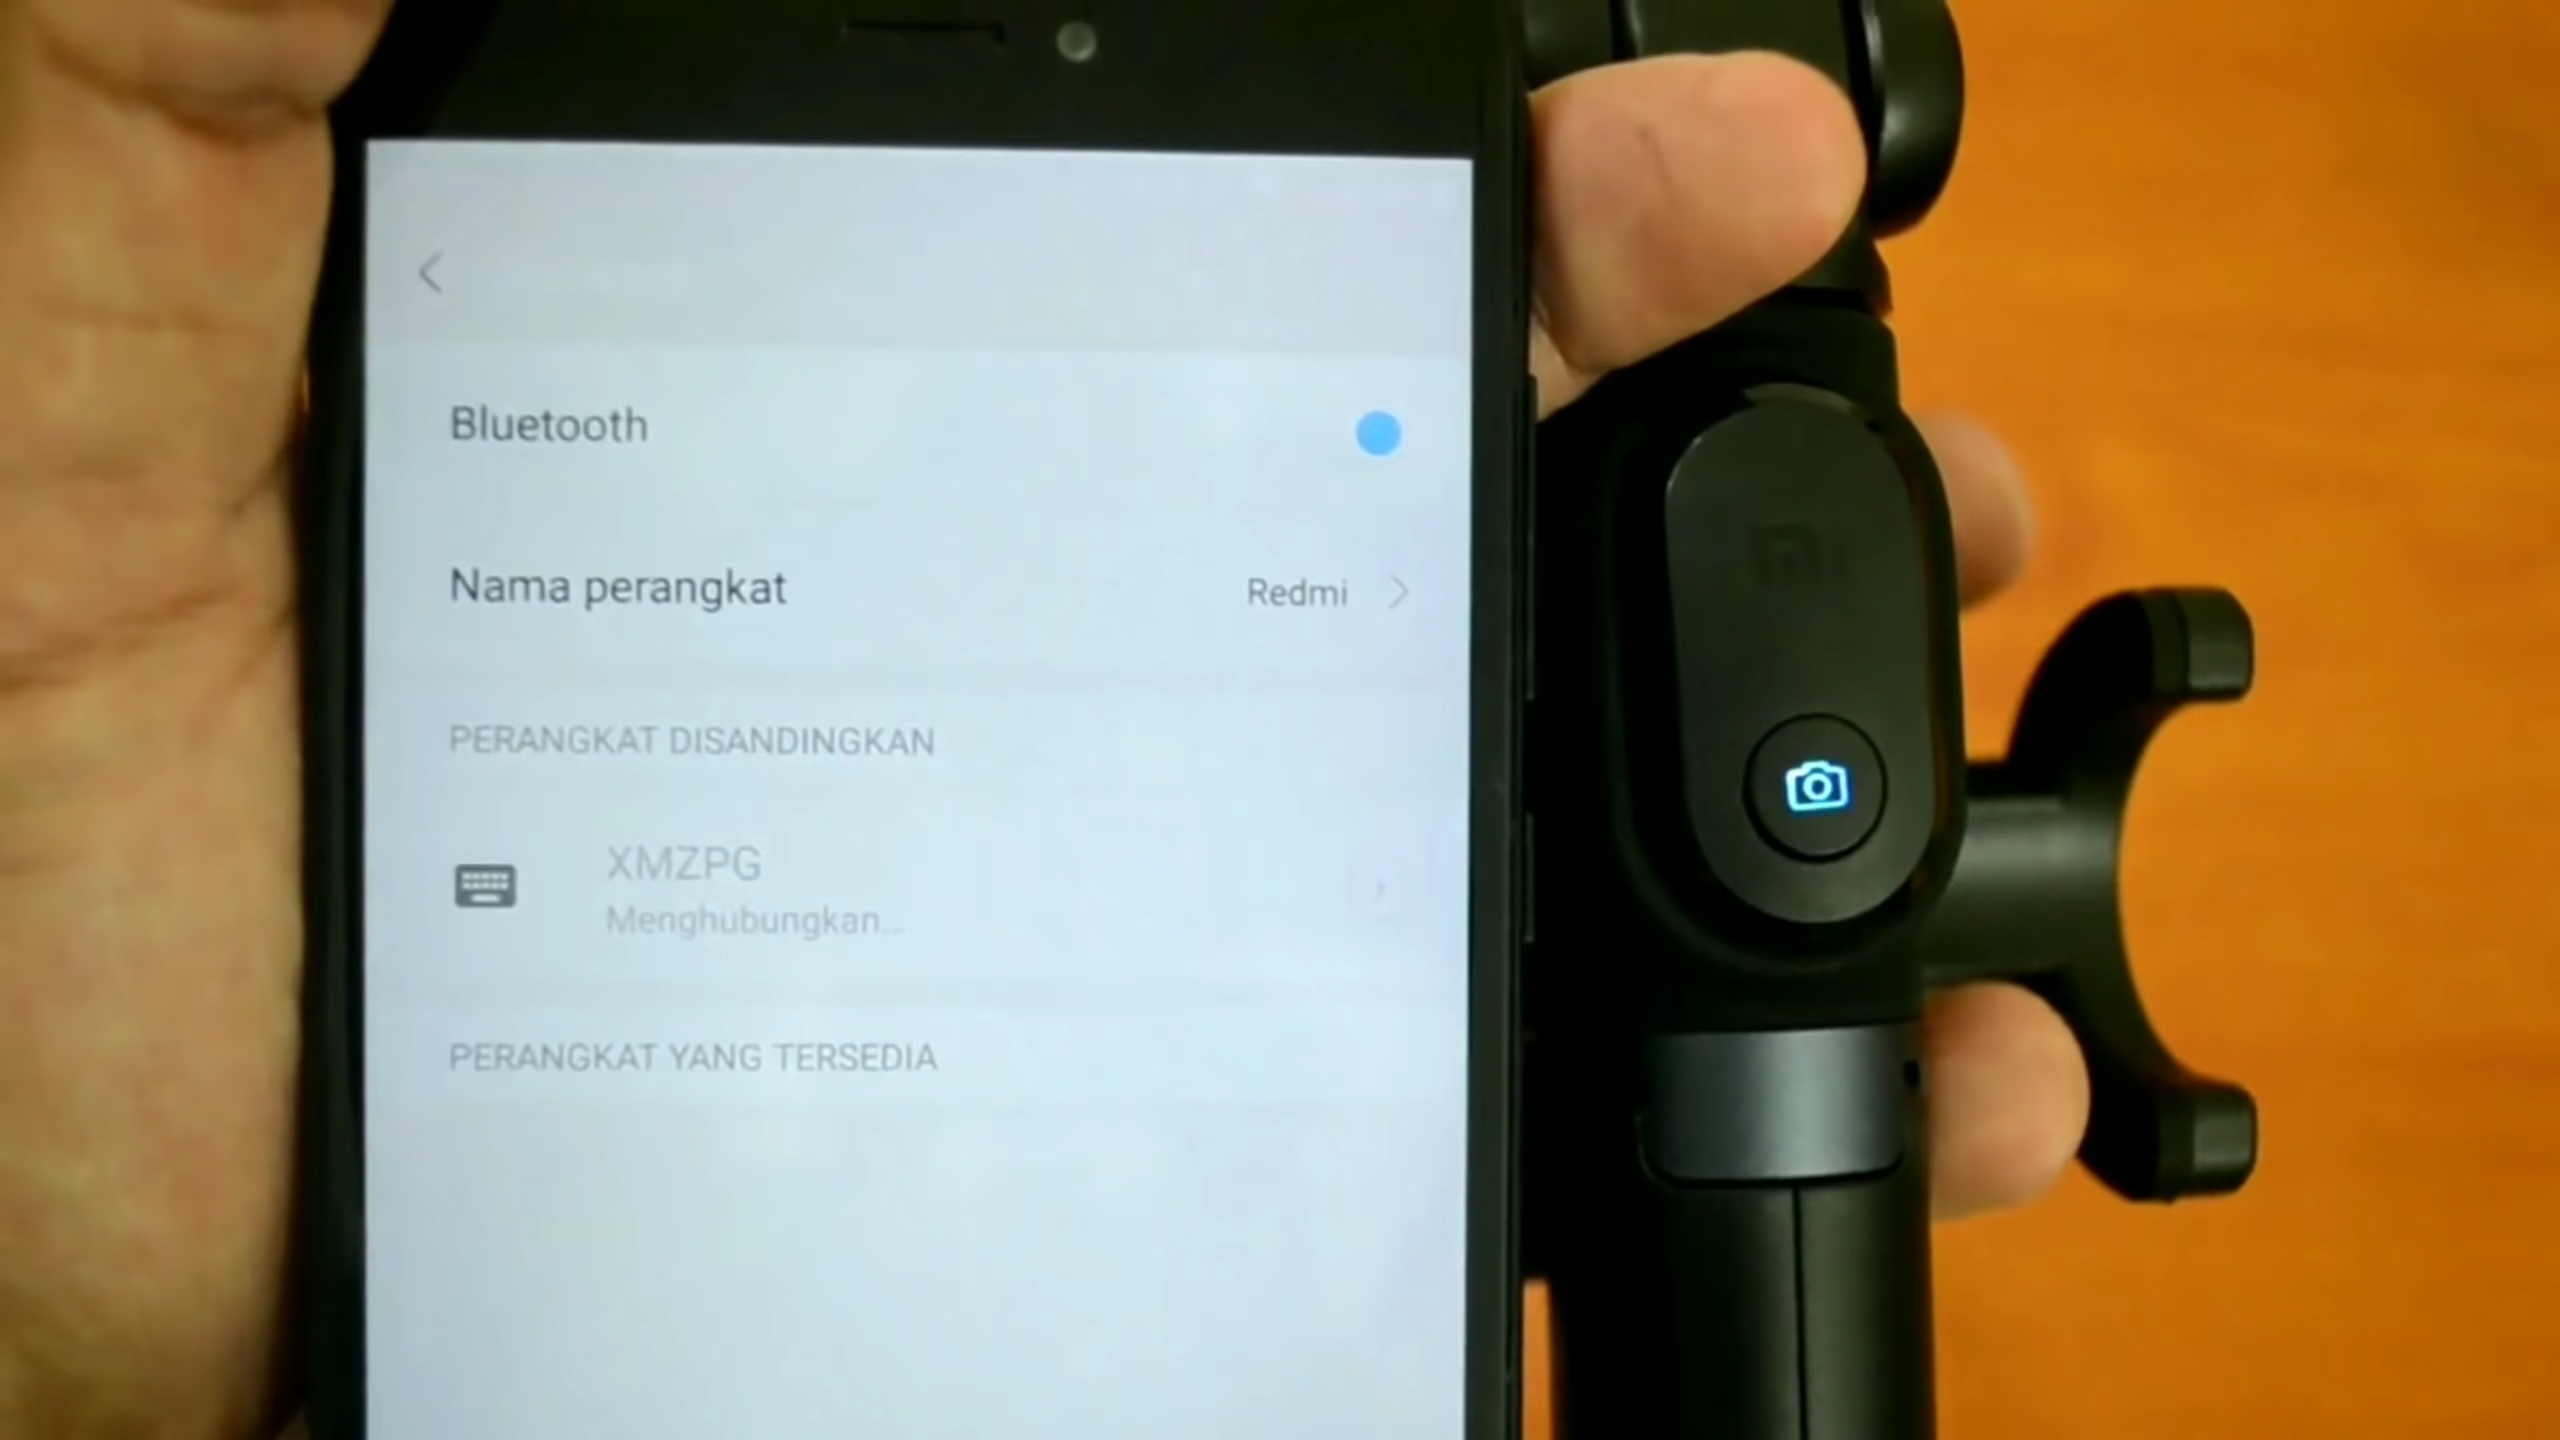 Bluetooth
Nama perangkat Redmi
PERANGKAT DISANDINGKAN
XMZPG
Menghubungkan...
PERANGKAT YANG TERSEDIA